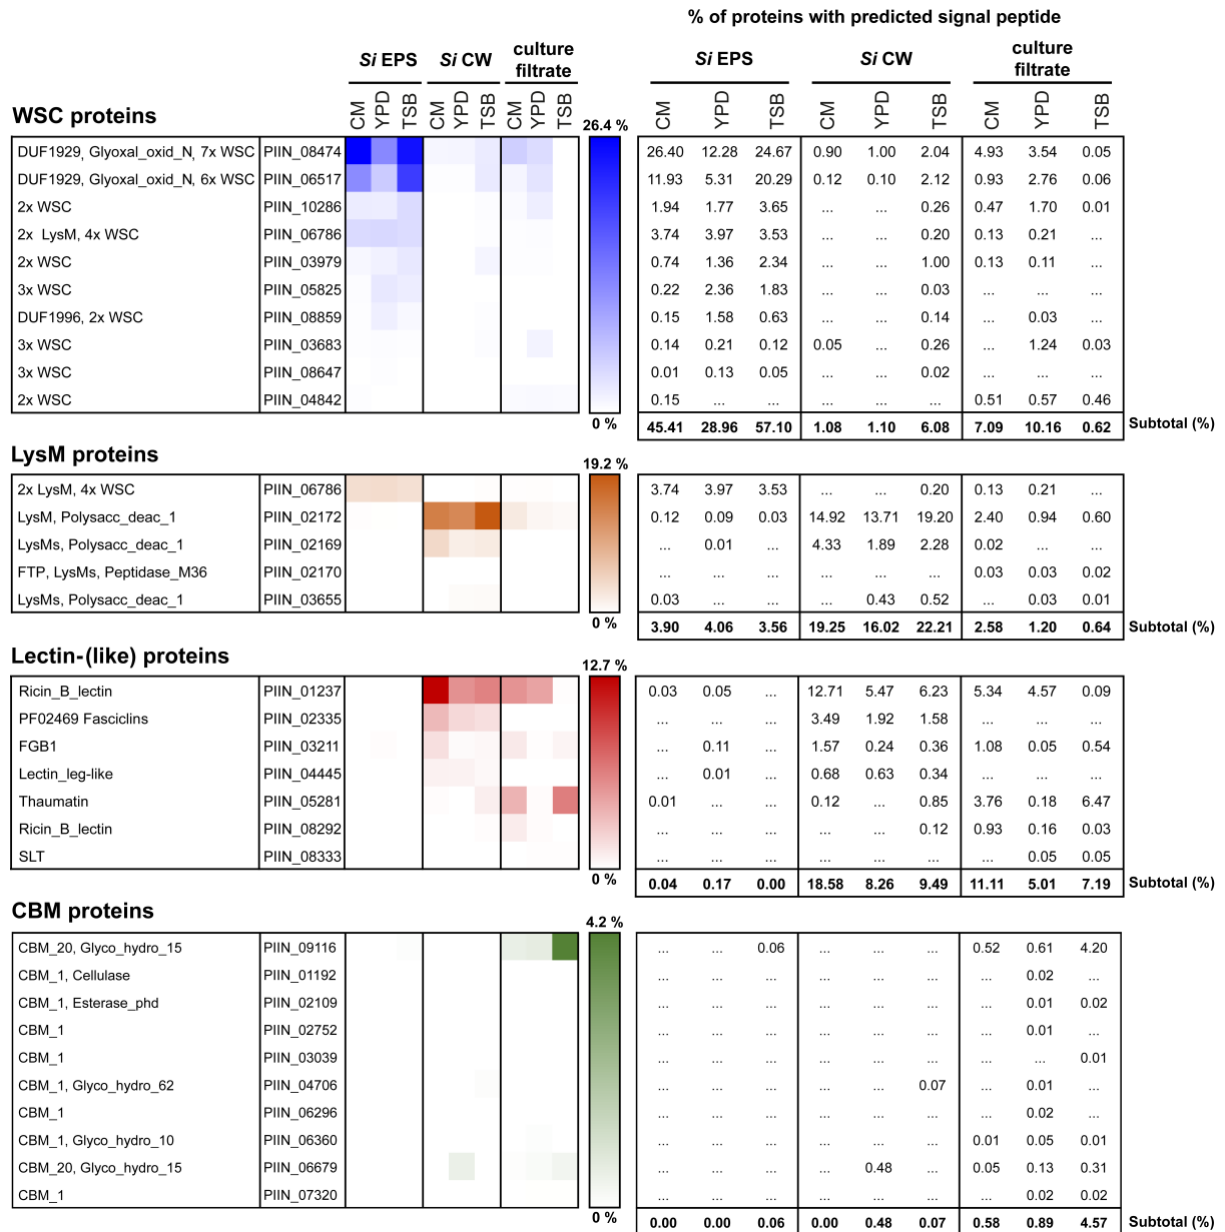 % of proteins with predicted signal peptide
Si EPS Si CW culture filtrate Si EPS Si CW culture filtrate
WSC proteins CM YPD TSB CM YPD TSB CM YPD TSB CM YPD TSB CM YPD TSB CM YPD TSB
26.4 %
DUF1929, Glyoxal_oxid_N, 7x WSC PIIN_08474 26.40 12.28 24.67 0.90 1.00 2.04 4.93 3.54 0.05
DUF1929, Glyoxal_oxid_N, 6x WSC PIIN_06517 11.93 5.31 20.29 0.12 0.10 2.12 0.93 2.76 0.06
2x WSC PIIN_10286 1.94 1.77 3.65 ... ... 0.26 0.47 1.70 0.01
2x LysM, 4x WSC PIIN_06786 3.74 3.97 3.53 ... ... 0.20 0.13 0.21 ...
2x WSC PIIN_03979 0.74 1.36 2.34 ... ... 1.00 0.13 0.11 ...
3x WSC PIIN_05825 0.22 2.36 1.83 ... ... 0.03 ... ... ...
DUF1996, 2x WSC PIIN_08859 0.15 1.58 0.63 ... ... 0.14 ... 0.03 ...
3x WSC PIIN_03683 0.14 0.21 0.12 0.05 ... 0.26 ... 1.24 0.03
3x WSC PIIN_08647 0.01 0.13 0.05 ... ... 0.02 ... ... ...
2x WSC PIIN_04842 0.15 ... ... ... ... ... 0.51 0.57 0.46
0 % 45.41 28.96 57.10 1.08 1.10 6.08 7.09 10.16 0.62 Subtotal (%)
LysM proteins
19.2 %
2x LysM, 4x WSC PIIN_06786 3.74 3.97 3.53 ... ... 0.20 0.13 0.21 ...
LysM, Polysacc_deac_1 PIIN_02172 0.12 0.09 0.03 14.92 13.71 19.20 2.40 0.94 0.60
LysMs, Polysacc_deac_1 PIIN_02169 ... 0.01 ... 4.33 1.89 2.28 0.02 ... ...
FTP, LysMs, Peptidase_M36 PIIN_02170 ... ... ... ... ... ... 0.03 0.03 0.02
LysMs, Polysacc_deac_1 PIIN_03655 0.03 ... ... ... 0.43 0.52 ... 0.03 0.01
0 % 3.90 4.06 3.56 19.25 16.02 22.21 2.58 1.20 0.64 Subtotal (%)
Lectin-(like) proteins
12.7 %
Ricin_B_lectin PIIN_01237 0.03 0.05 ... 12.71 5.47 6.23 5.34 4.57 0.09
PF02469 Fasciclins PIIN_02335 ... ... ... 3.49 1.92 1.58 ... ... ...
FGB1 PIIN_03211 ... 0.11 ... 1.57 0.24 0.36 1.08 0.05 0.54
Lectin_leg-like PIIN_04445 ... 0.01 ... 0.68 0.63 0.34 ... ... ...
Thaumatin PIIN_05281 0.01 ... ... 0.12 ... 0.85 3.76 0.18 6.47
Ricin_B_lectin PIIN_08292 ... ... ... ... ... 0.12 0.93 0.16 0.03
SLT PIIN_08333 ... ... ... ... ... ... ... 0.05 0.05
0 % 0.04 0.17 0.00 18.58 8.26 9.49 11.11 5.01 7.19 Subtotal (%)
CBM proteins
4.2 %
CBM_20, Glyco_hydro_15 PIIN_09116 ... ... 0.06 ... ... ... 0.52 0.61 4.20
CBM_1, Cellulase PIIN_01192 ... ... ... ... ... ... ... 0.02 ...
CBM_1, Esterase_phd PIIN_02109 ... ... ... ... ... ... ... 0.01 0.02
CBM_1 PIIN_02752 ... ... ... ... ... ... ... 0.01 ...
CBM_1 PIIN_03039 ... ... ... ... ... ... ... ... 0.01
CBM_1, Glyco_hydro_62 PIIN_04706 ... ... ... ... ... 0.07 ... 0.01 ...
CBM_1 PIIN_06296 ... ... ... ... ... ... ... 0.02 ...
CBM_1, Glyco_hydro_10 PIIN_06360 ... ... ... ... ... ... 0.01 0.05 0.01
CBM_20, Glyco_hydro_15 PIIN_06679 ... ... ... ... 0.48 ... 0.05 0.13 0.31
CBM_1 PIIN_07320 ... ... ... ... ... ... ... 0.02 0.02
0 % 0.00 0.00 0.06 0.00 0.48 0.07 0.58 0.89 4.57 Subtotal (%)